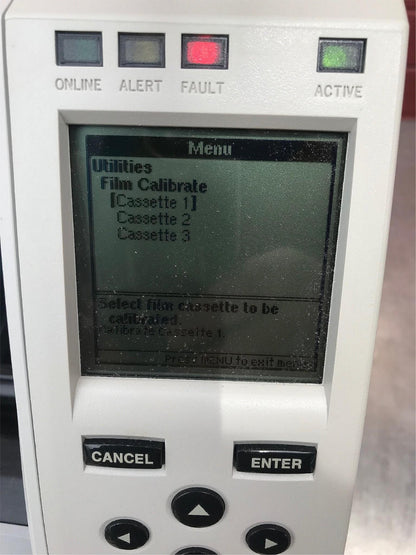 ONLINE ALERT FAULT ACTIVE
Menu
Utilities
Film Calibrate
[Cassette 1]
Cassette 2
Cassette 3
Select film cassette to be
calibrated.
Calibrate Cassette 1.
Press MENU to exit menu
CANCEL ENTER